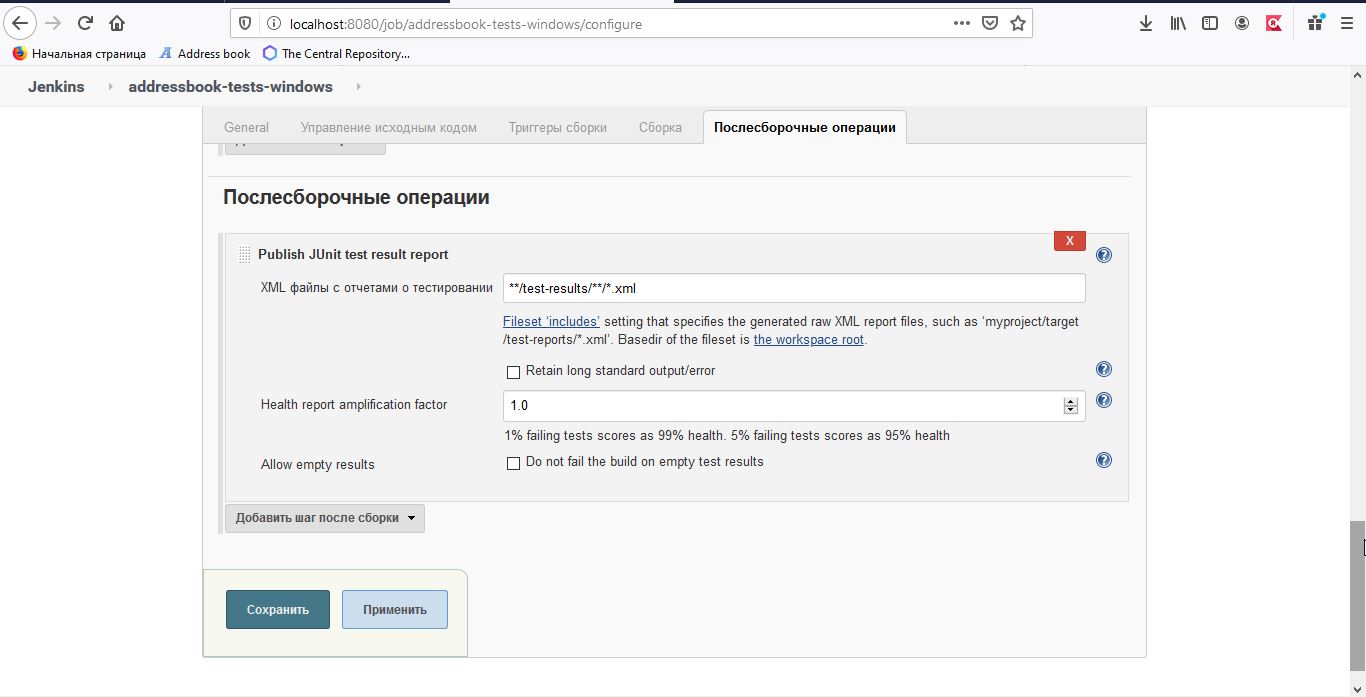 localhost:8080/job/addressbook-tests-windows/configure
Начальная страница Address book The Central Repository...
Jenkins addressbook-tests-windows
General Управление исходным кодом Триггеры сборки Сборка Послесборочные операции
Послесборочные операции
Publish JUnit test result report X
XML файлы с отчетами о тестировании **/test-results/**/*.xml
Fileset ‘includes’ setting that specifies the generated raw XML report files, such as ‘myproject/target
/test-reports/*.xml’. Basedir of the fileset is the workspace root.
Retain long standard output/error
Health report amplification factor 1.0
1% failing tests scores as 99% health. 5% failing tests scores as 95% health
Allow empty results Do not fail the build on empty test results
Добавить шаг после сборки
Сохранить Применить